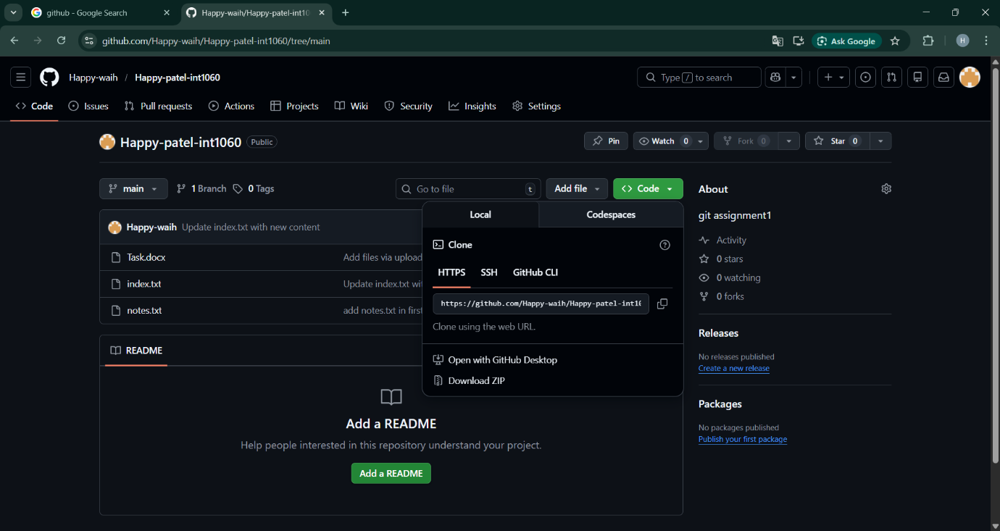 github - Google Search
Happy-waih/Happy-patel-int10
github.com/Happy-waih/Happy-patel-int1060/tree/main
Ask Google
H
Happy-waih / Happy-patel-int1060
Type / to search
Code Issues Pull requests Actions Projects Wiki Security Insights Settings
Happy-patel-int1060 Public
Pin Watch 0 Fork 0 Star 0
main 1 Branch 0 Tags
Go to file t Add file Code
Happy-waih Update index.txt with new content
Task.docx Add files via upload
index.txt Update index.txt wi
notes.txt add notes.txt in first
Local Codespaces
Clone
HTTPS SSH GitHub CLI
https://github.com/Happy-waih/Happy-patel-int10
Clone using the web URL.
Open with GitHub Desktop
Download ZIP
README
Add a README
Help people interested in this repository understand your project.
Add a README
About
git assignment1
Activity
0 stars
0 watching
0 forks
Releases
No releases published
Create a new release
Packages
No packages published
Publish your first package